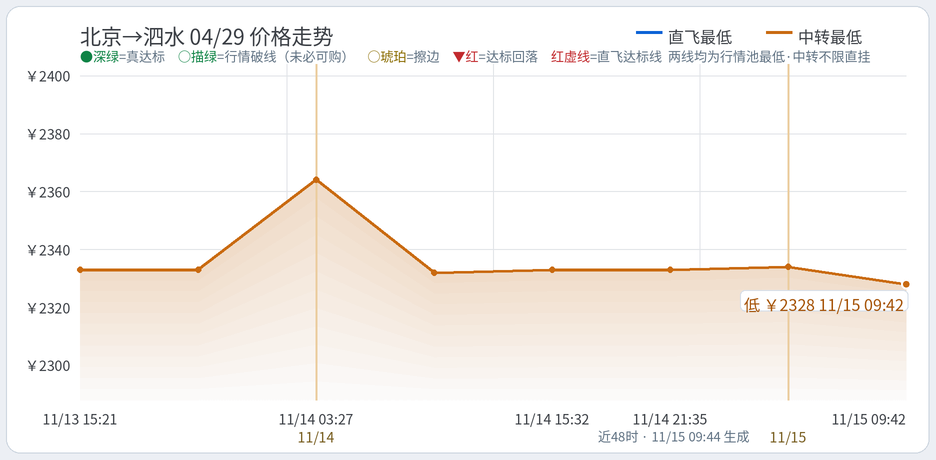 北京→泗水 04/29 价格走势
直飞最低 中转最低
●深绿=真达标 ○描绿=行情破线（未必可购） ○琥珀=擦边 ▼红=达标回落 红虚线=直飞达标线 两线均为行情池最低·中转不限直挂
￥2400
￥2380
￥2360
￥2340
￥2320
￥2300
低 ￥2328 11/15 09:42
11/13 15:21 11/14 03:27 11/14 15:32 11/14 21:35 11/15 09:42
11/14 近48时 · 11/15 09:44 生成 11/15